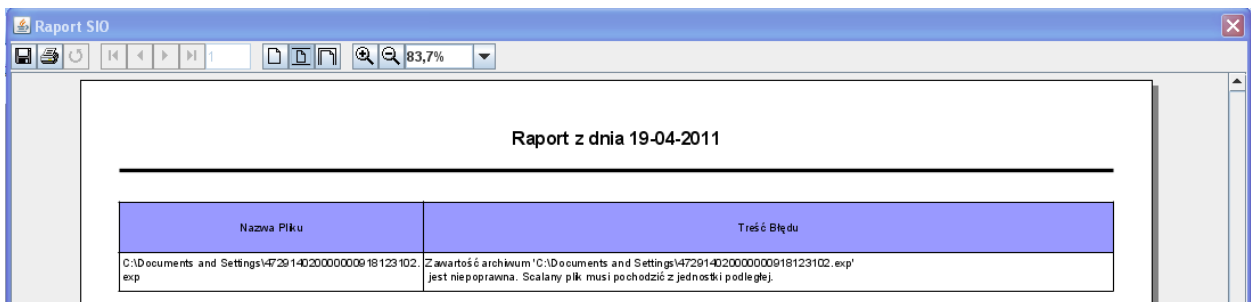 Raport SIO
1
83,7%
Raport z dnia 19-04-2011
Nazwa Pliku
Treść Błędu
C:\Documents and Settings\472914020000000918123102.
exp
Zawartość archiwum 'C:\Documents and Settings\472914020000000918123102.exp'
jest niepoprawna. Scalany plik musi pochodzić z jednostki podległej.